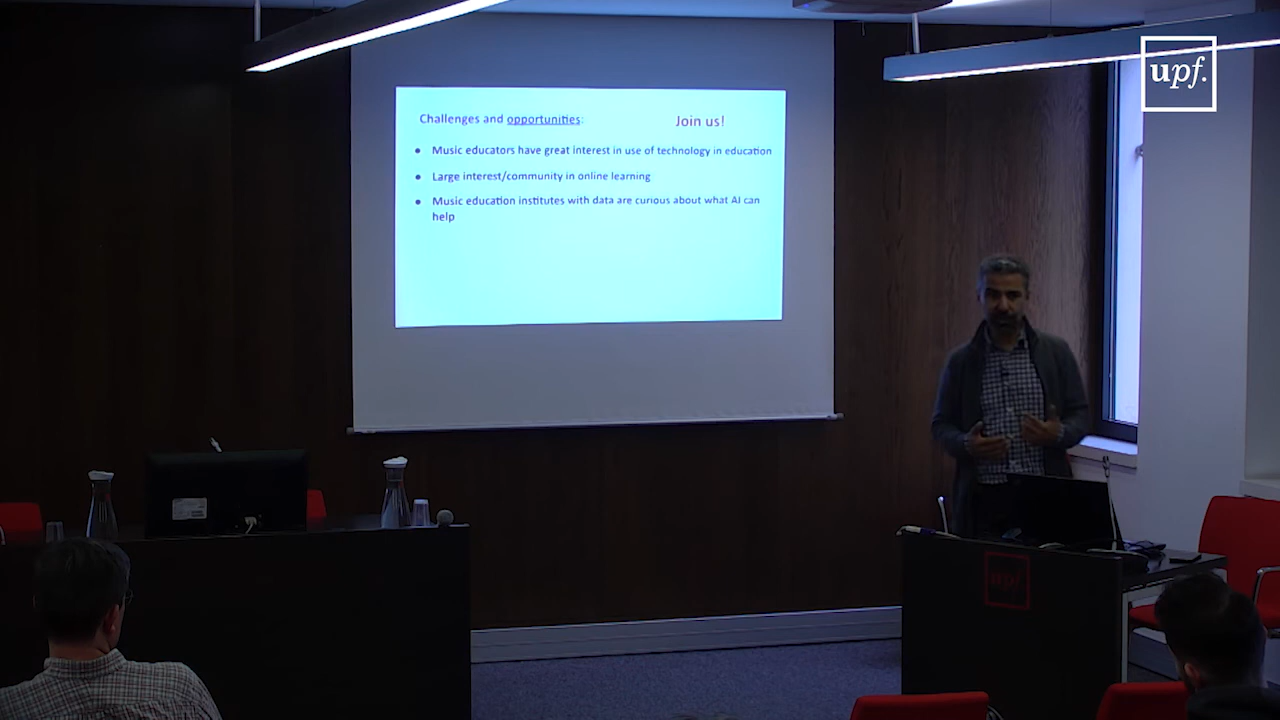 upf.
Challenges and opportunities:
Join us!
• Music educators have great interest in use of technology in education
• Large interest/community in online learning
• Music education institutes with data are curious about what AI can
help
upf.